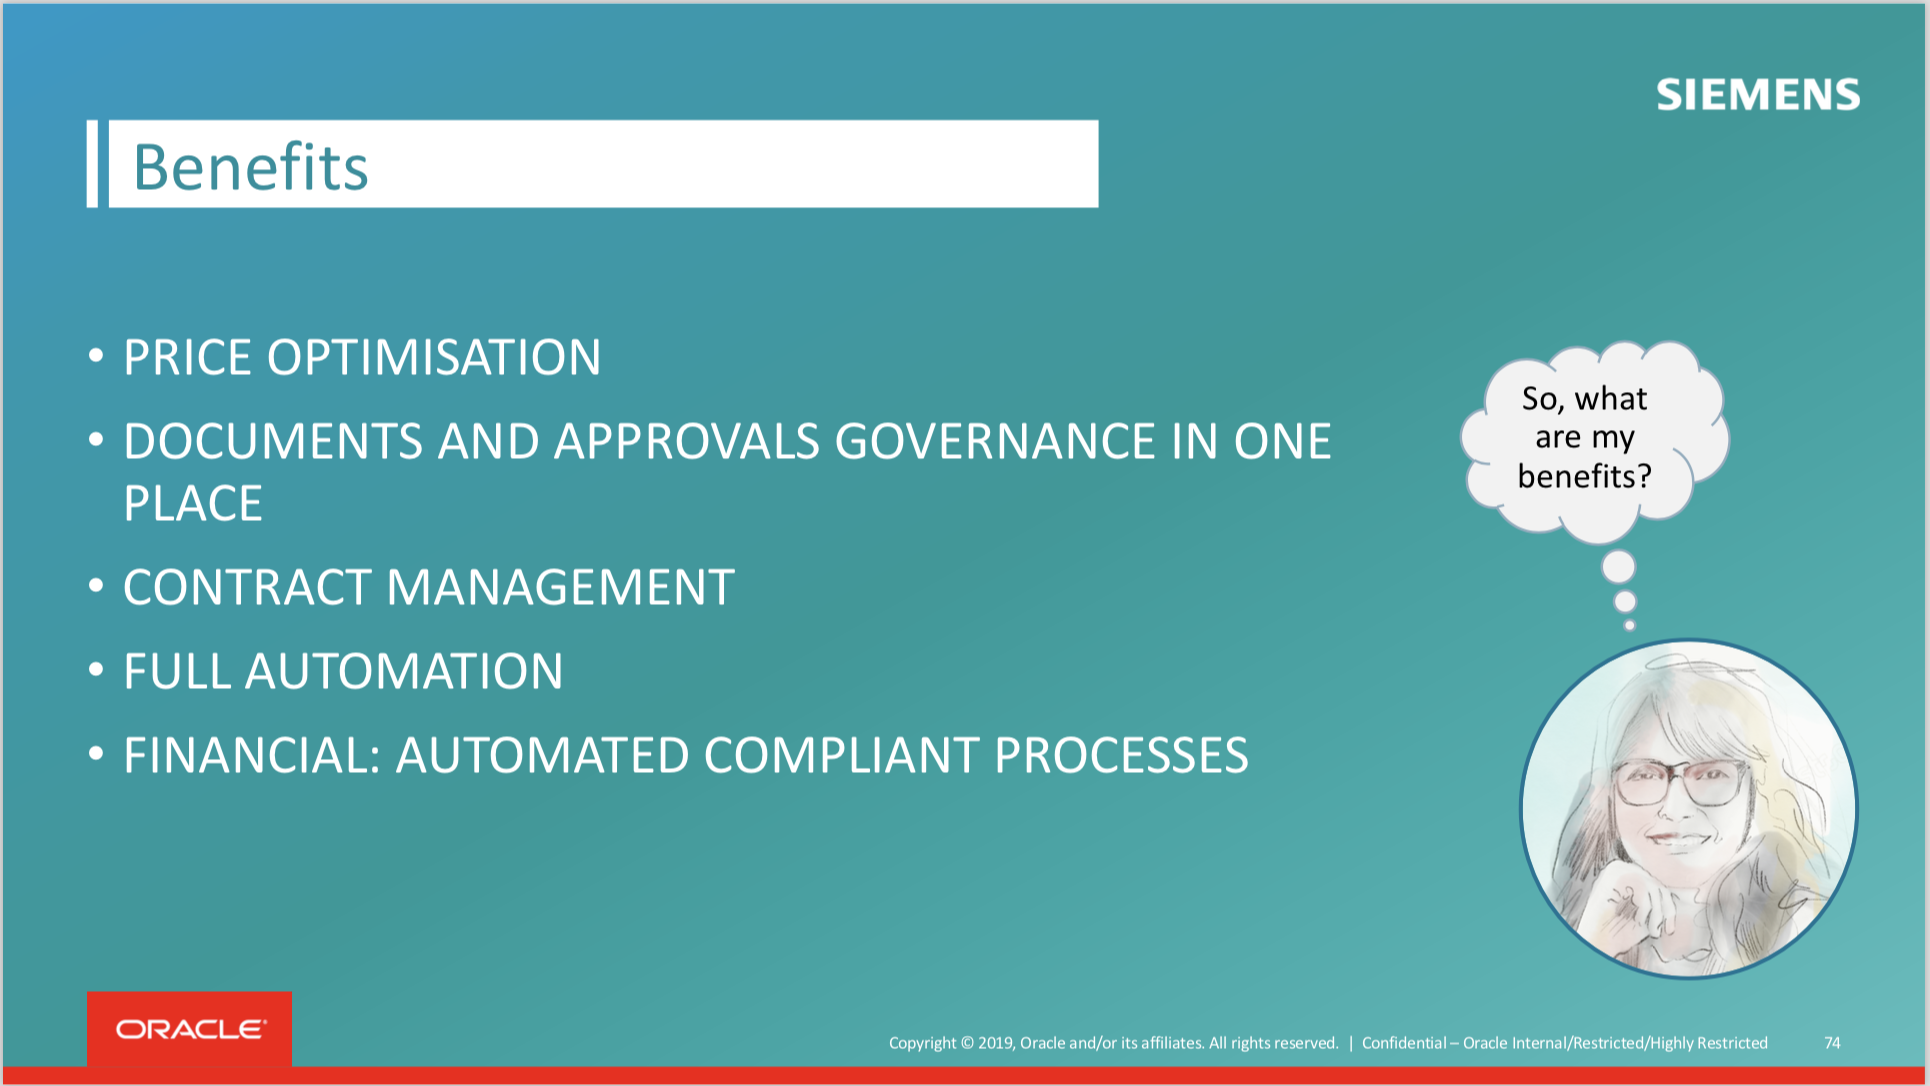 SIEMENS
Benefits
• PRICE OPTIMISATION
• DOCUMENTS AND APPROVALS GOVERNANCE IN ONE
PLACE
• CONTRACT MANAGEMENT
• FULL AUTOMATION
• FINANCIAL: AUTOMATED COMPLIANT PROCESSES
So, what
are my
benefits?
ORACLE®
Copyright © 2019, Oracle and/or its affiliates. All rights reserved. | Confidential – Oracle Internal/Restricted/Highly Restricted 74